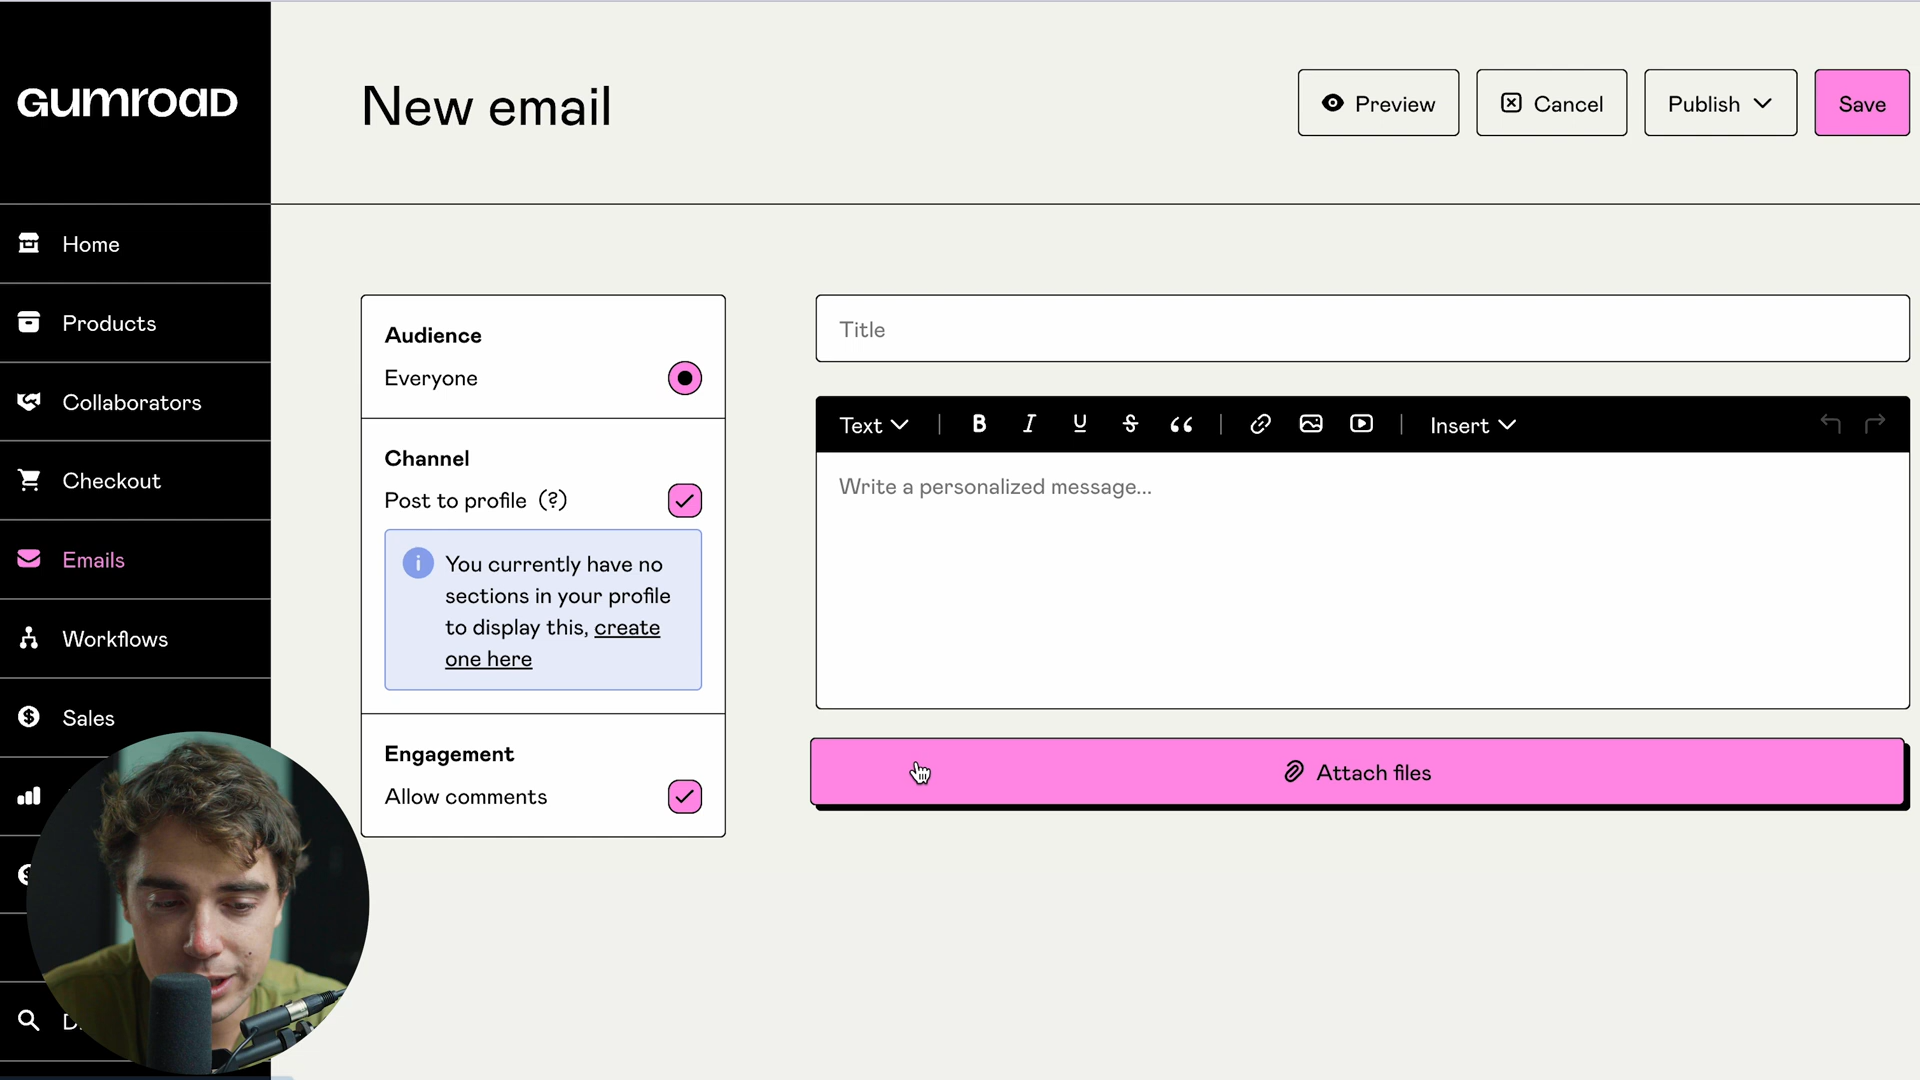 GUMROAD
New email
Preview
Cancel
Publish
Save
Home
Products
Collaborators
Checkout
Emails
Workflows
Sales
Audience
Everyone
Channel
Post to profile (?)
You currently have no
sections in your profile
to display this, create
one here
Engagement
Allow comments
Title
Text
B I U S
Insert
Write a personalized message...
Attach files